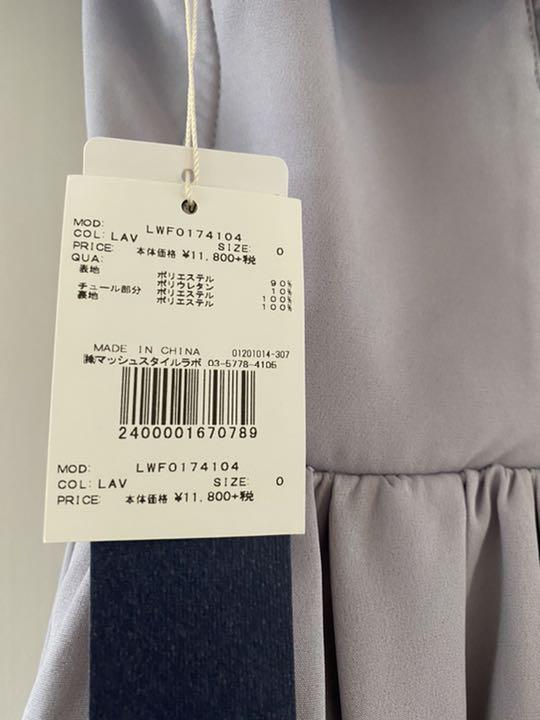 MOD: LWF0174104
COL: LAV SIZE: 0
PRICE: 本体価格 ¥11,800+税
QUA:
表地 ポリエステル 90%
ポリウレタン 10%
チュール部分 ポリエステル 100%
裏地 ポリエステル 100%
MADE IN CHINA 01201014-307
㈱マッシュスタイルラボ 03-5778-4105
2400001670789
MOD: LWF0174104
COL: LAV SIZE: 0
PRICE: 本体価格 ¥11,800+税